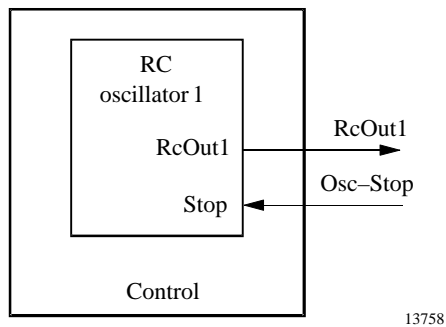 RC
oscillator 1
RcOut1
RcOut1
Osc–Stop
Stop
Control
13758